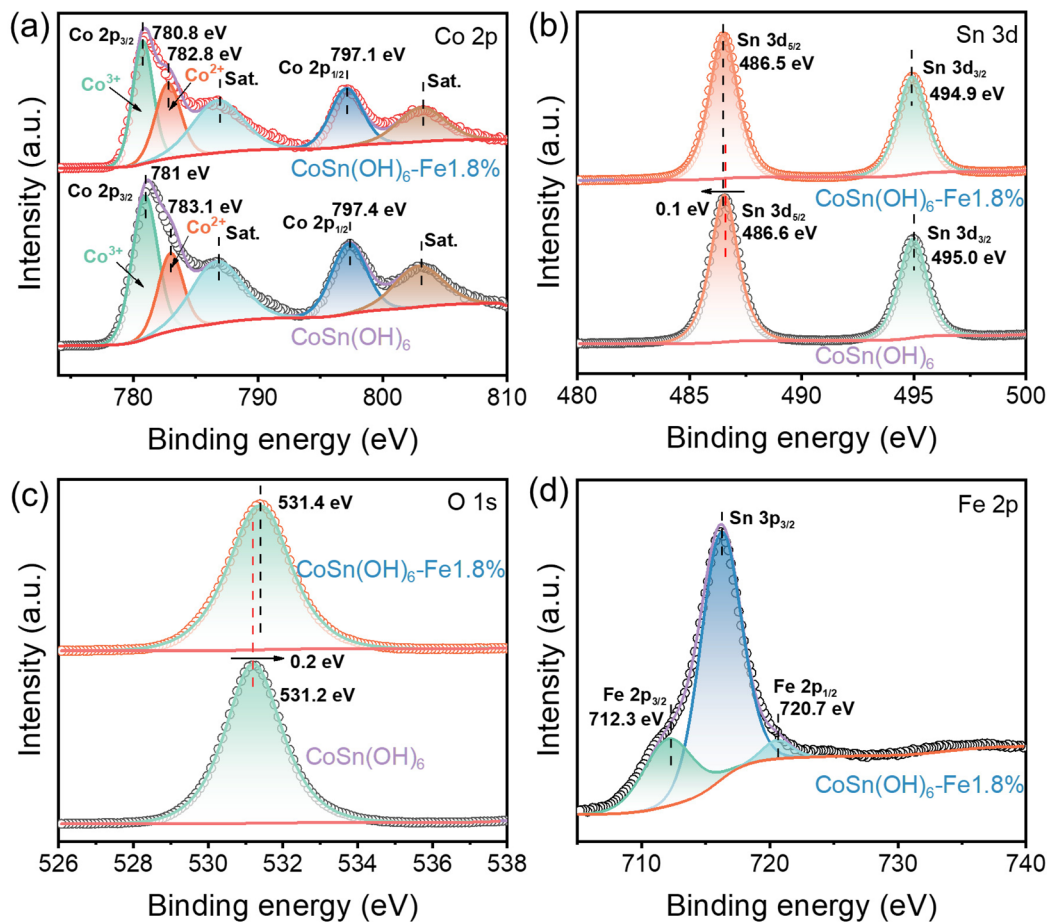 (a)
Co 2p
Co 2p3/2
780.8 eV
782.8 eV
797.1 eV
Co3+
Co2+
Sat.
Co 2p1/2
Sat.
CoSn(OH)6-Fe1.8%
Co 2p3/2
781 eV
783.1 eV
797.4 eV
Co3+
Co2+
Sat.
Co 2p1/2
Sat.
CoSn(OH)6
780 790 800 810
Binding energy (eV)
Intensity (a.u.)
(b)
Sn 3d
Sn 3d5/2
486.5 eV
Sn 3d3/2
494.9 eV
CoSn(OH)6-Fe1.8%
0.1 eV
Sn 3d5/2
486.6 eV
Sn 3d3/2
495.0 eV
CoSn(OH)6
480 485 490 495 500
Binding energy (eV)
Intensity (a.u.)
(c)
O 1s
531.4 eV
CoSn(OH)6-Fe1.8%
0.2 eV
531.2 eV
CoSn(OH)6
526 528 530 532 534 536 538
Binding energy (eV)
Intensity (a.u.)
(d)
Fe 2p
Sn 3p3/2
Fe 2p3/2
712.3 eV
Fe 2p1/2
720.7 eV
CoSn(OH)6-Fe1.8%
710 720 730 740
Binding energy (eV)
Intensity (a.u.)